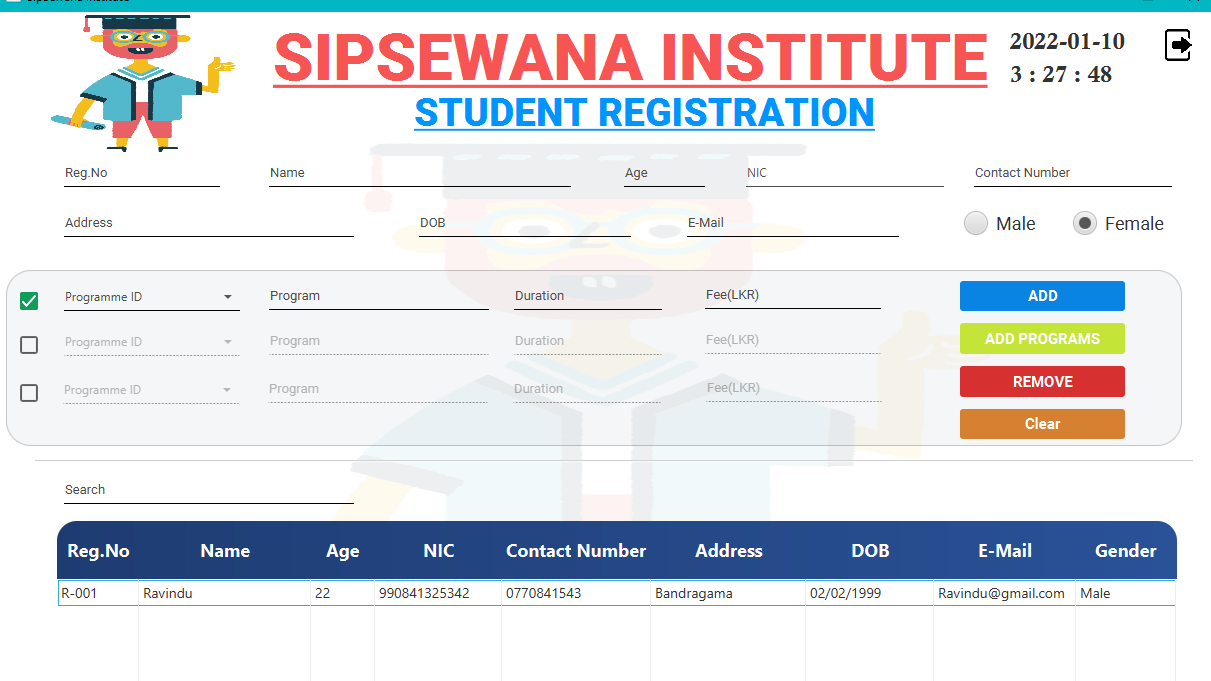 SipSewana Institute
SIPSEWANA INSTITUTE
2022-01-10
3 : 27 : 48
STUDENT REGISTRATION
Reg.No Name Age NIC Contact Number
Address DOB E-Mail Male Female
Programme ID Program Duration Fee(LKR) ADD
Programme ID Program Duration Fee(LKR) ADD PROGRAMS
Programme ID Program Duration Fee(LKR) REMOVE
Clear
Search
Reg.No Name Age NIC Contact Number Address DOB E-Mail Gender
R-001 Ravindu 22 990841325342 0770841543 Bandragama 02/02/1999 Ravindu@gmail.com Male